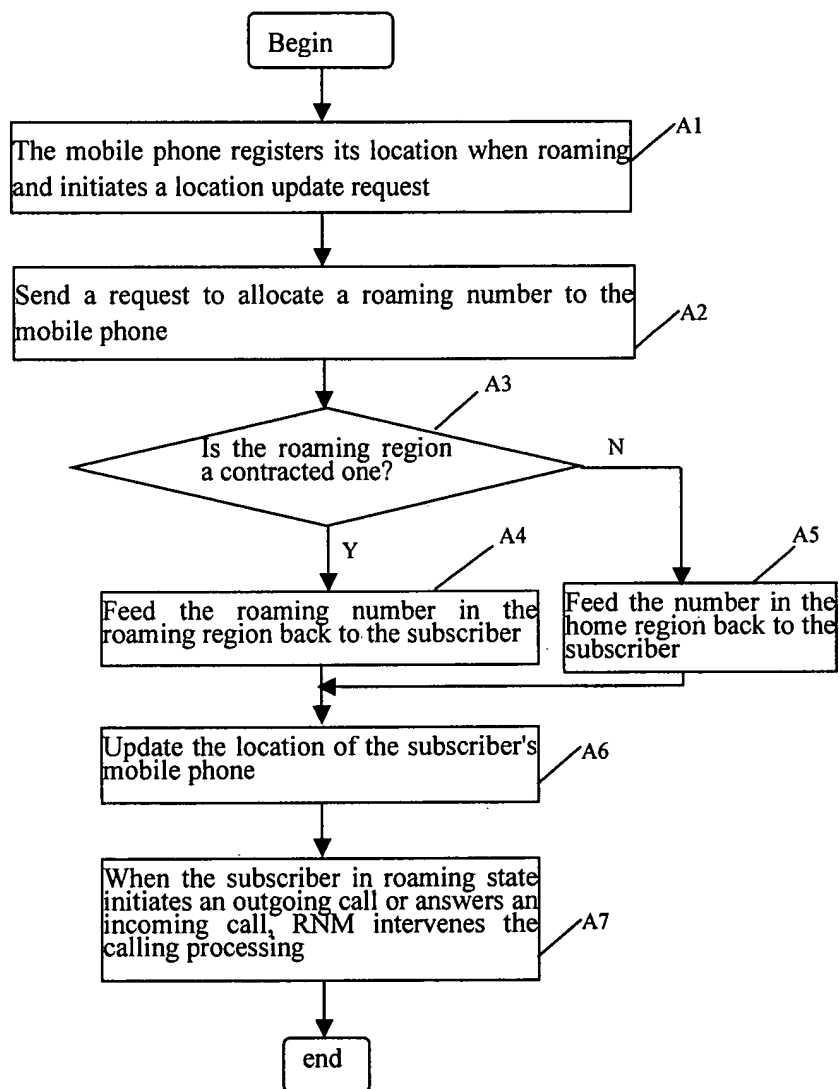 Begin
A1
The mobile phone registers its location when roaming
and initiates a location update request
Send a request to allocate a roaming number to the
mobile phone
A2
A3
Is the roaming region
a contracted one?
N
Y
A4
A5
Feed the roaming number in the
roaming region back to the subscriber
Feed the number in the
home region back to the
subscriber
Update the location of the subscriber's
mobile phone
A6
When the subscriber in roaming state
initiates an outgoing call or answers an
incoming call, RNM intervenes the
calling processing
A7
end